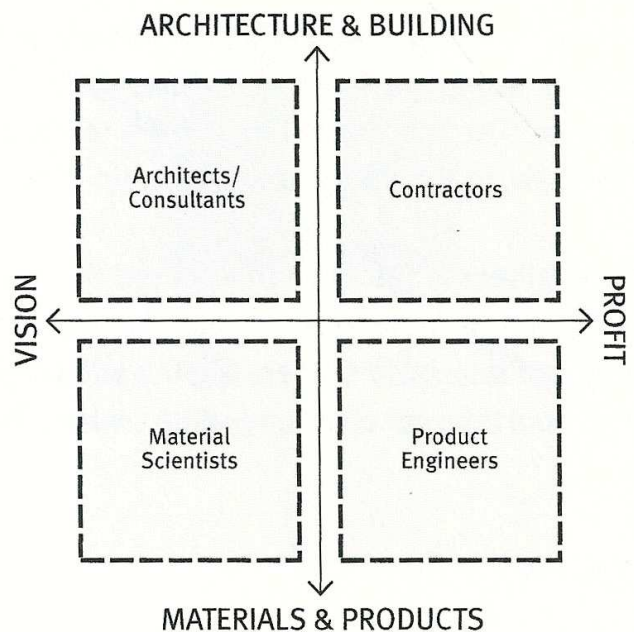 ARCHITECTURE & BUILDING
Architects/
Consultants
Contractors
VISION
PROFIT
Material
Scientists
Product
Engineers
MATERIALS & PRODUCTS